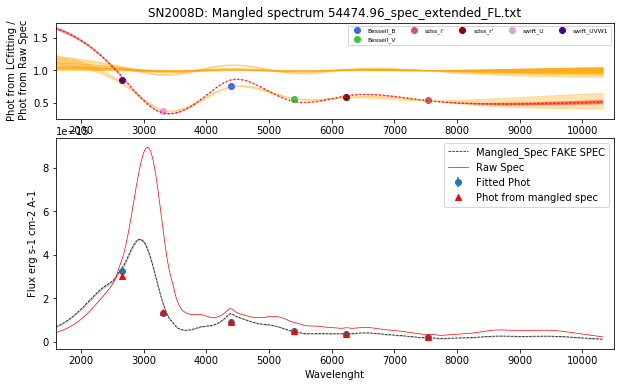 SN2008D: Mangled spectrum 54474.96_spec_extended_FL.txt
Phot from LCfitting /
Phot from Raw Spec
1.5
1.0
0.5
Bessell_B
Bessell_V
sdss_i'
sdss_r'
swift_U
swift_UVW1
2000 3000 4000 5000 6000 7000 8000 9000 10000
1e−15
Flux erg s-1 cm-2 A-1
8
6
4
2
0
Mangled_Spec FAKE SPEC
Raw Spec
Fitted Phot
Phot from mangled spec
2000 3000 4000 5000 6000 7000 8000 9000 10000
Wavelenght